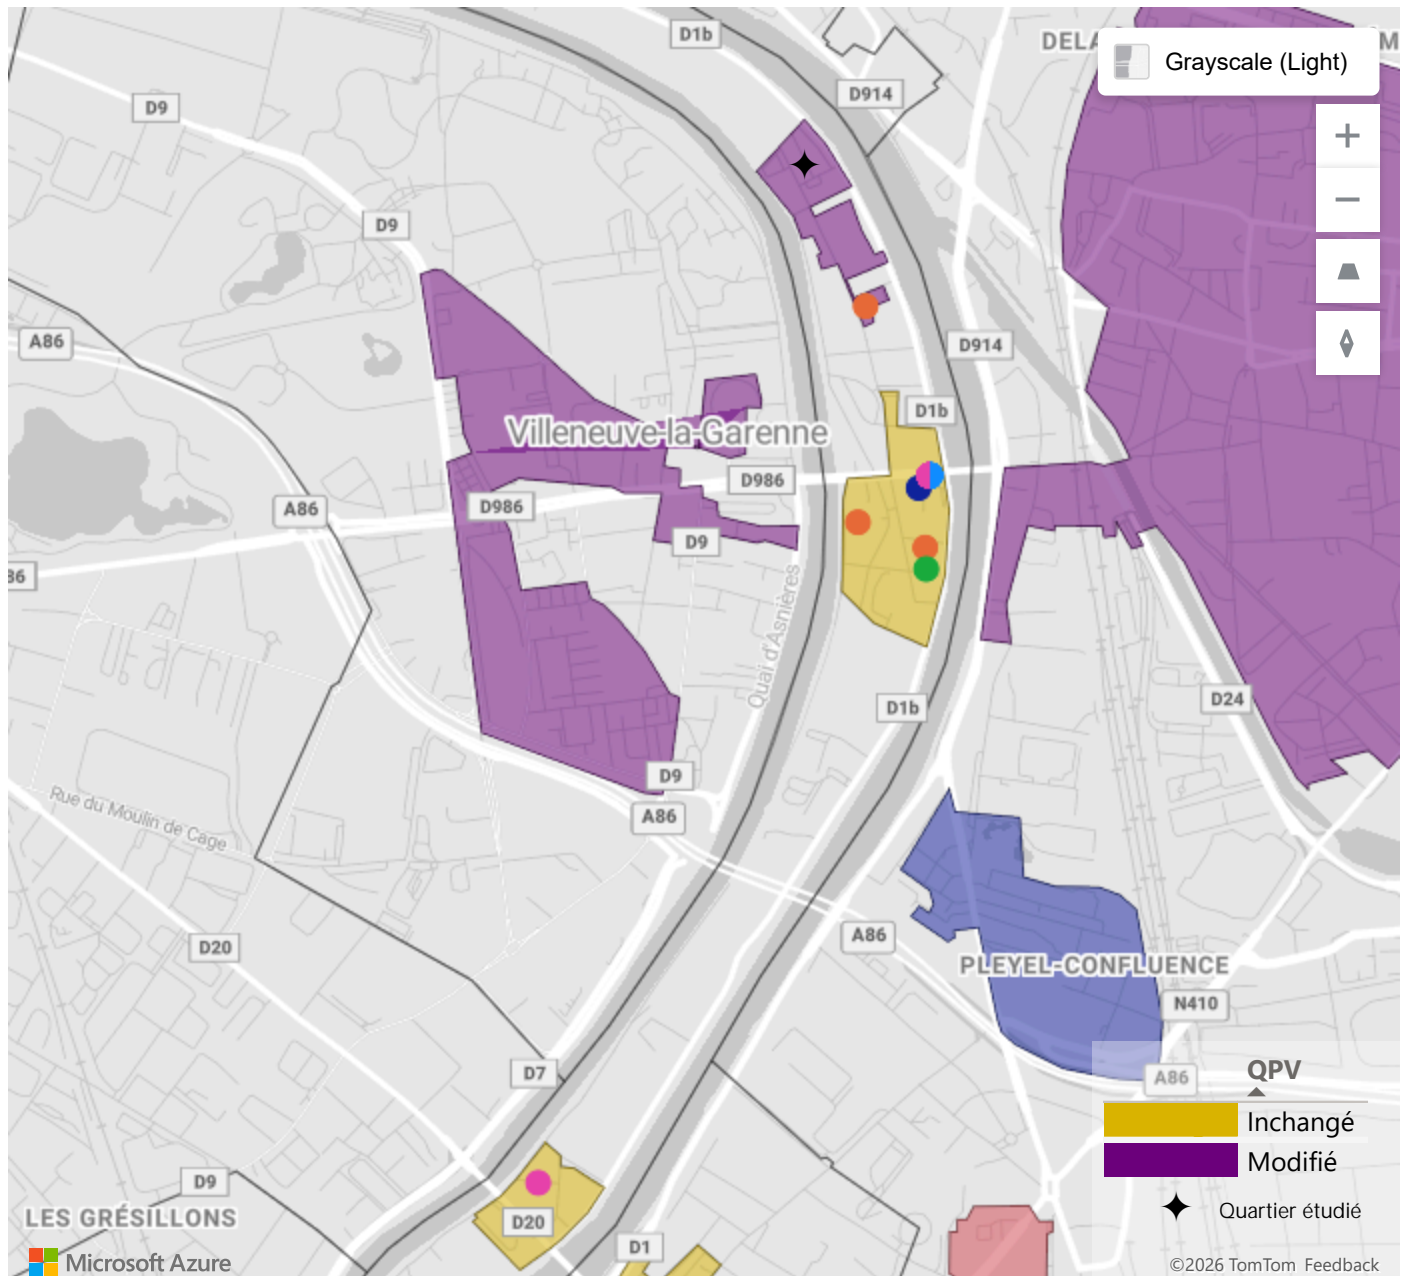 D1b
DELA
M
Grayscale (Light)
D914
D9
D9
A86
D914
D1b
Villeneuve-la-Garenne
D986
D986
A86
D9
86
Quai d'Asnières
D24
D1b
D9
Rue du Moulin de Cage
A86
A86
D20
PLEYEL-CONFLUENCE
N410
D7
QPV
A86
Inchangé
Modifié
D9
Quartier étudié
LES GRÉSILLONS
D20
D1
Microsoft Azure
©2026 TomTom Feedback